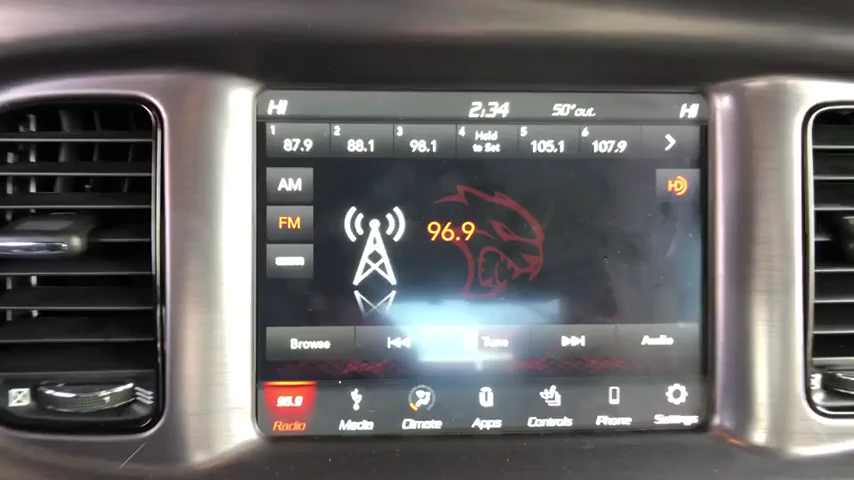 HI 2:34 50°out. HI
1 87.9 2 88.1 3 98.1 4 Hold to Set 5 105.1 6 107.9
AM
HD
FM
96.9
Browse Tune Audio
96.9
Radio Media Climate Apps Controls Phone Settings